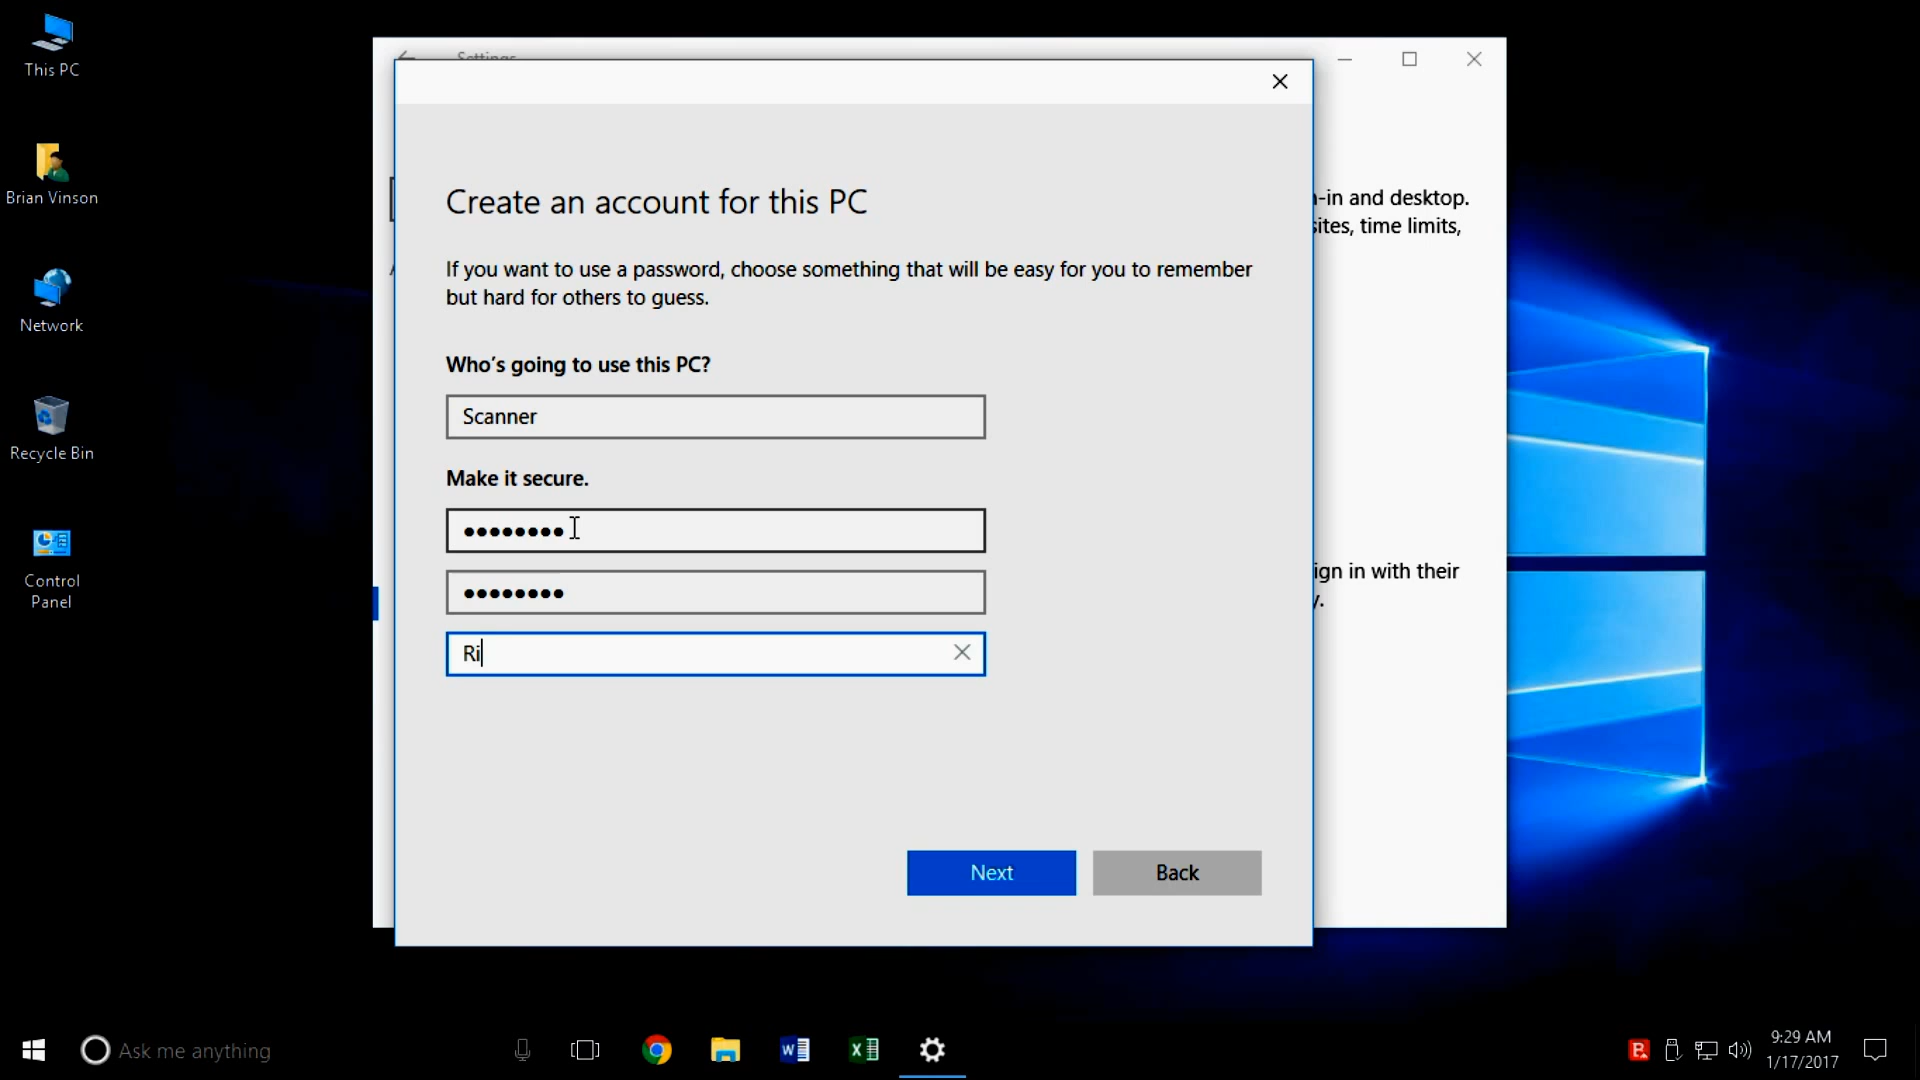 This PC
Brian Vinson
Network
Recycle Bin
Control
Panel
Settings
Create an account for this PC
If you want to use a password, choose something that will be easy for you to remember
but hard for others to guess.
Who's going to use this PC?
Scanner
Make it secure.
●●●●●●●●
●●●●●●●●
Ri
Next
Back
-in and desktop.
sites, time limits,
ign in with their
Ask me anything
9:29 AM
1/17/2017